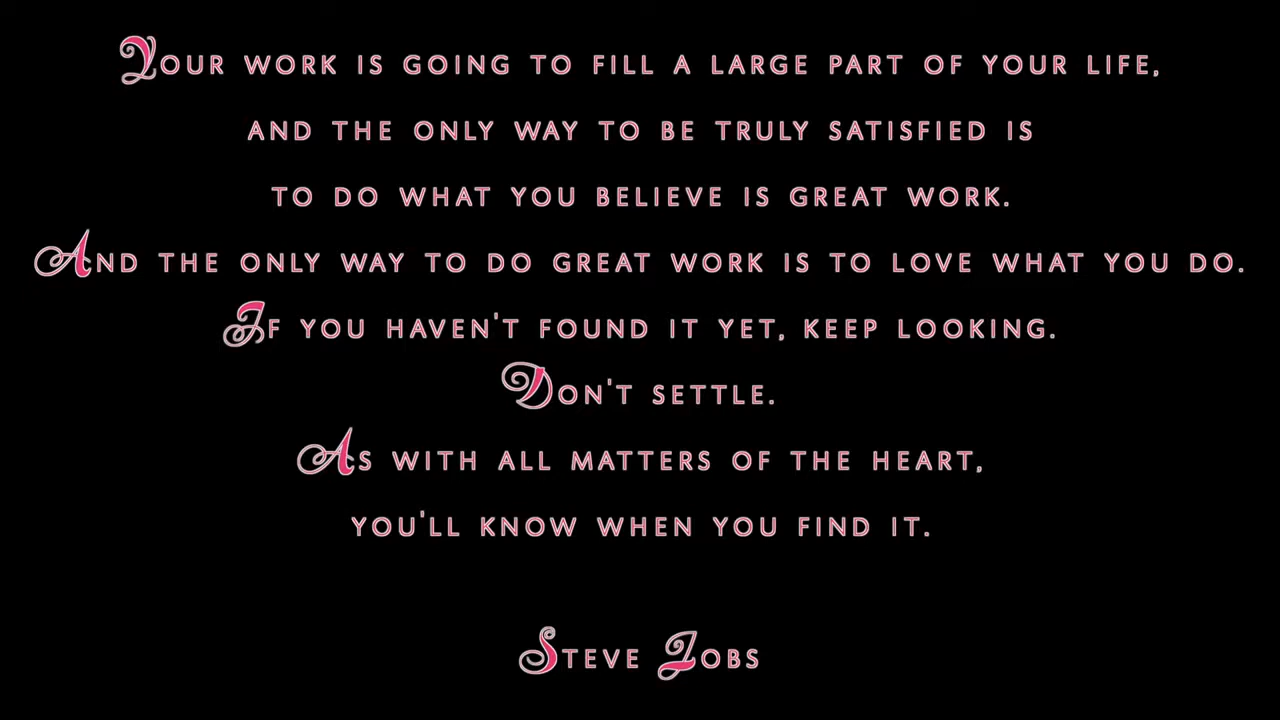 Your work is going to fill a large part of your life,
and the only way to be truly satisfied is
to do what you believe is great work.
And the only way to do great work is to love what you do.
If you haven't found it yet, keep looking.
Don't settle.
As with all matters of the heart,
you'll know when you find it.
Steve Jobs